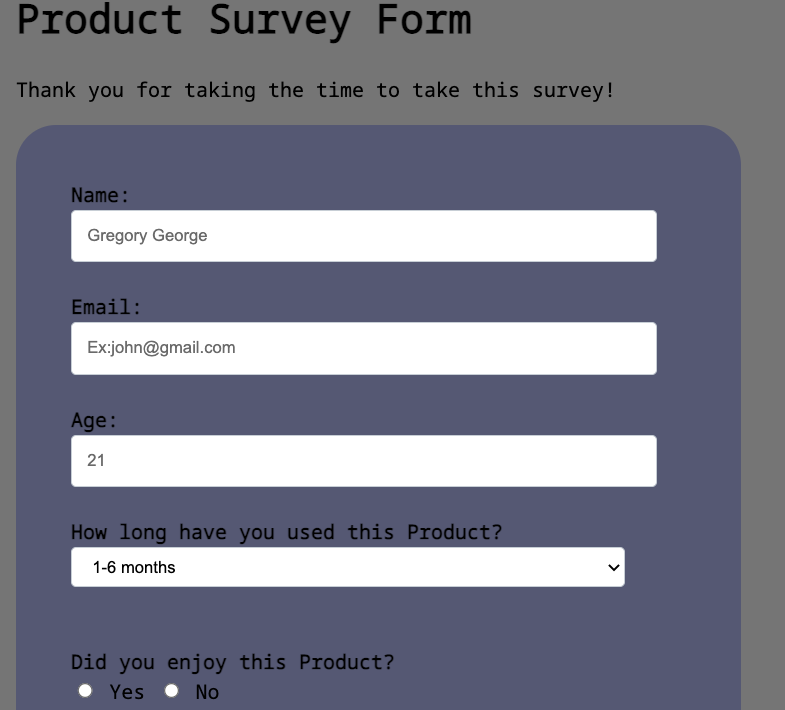 Product Survey Form
Thank you for taking the time to take this survey!
Name:
Gregory George
Email:
Ex:john@gmail.com
Age:
21
How long have you used this Product?
1-6 months
Did you enjoy this Product?
Yes No